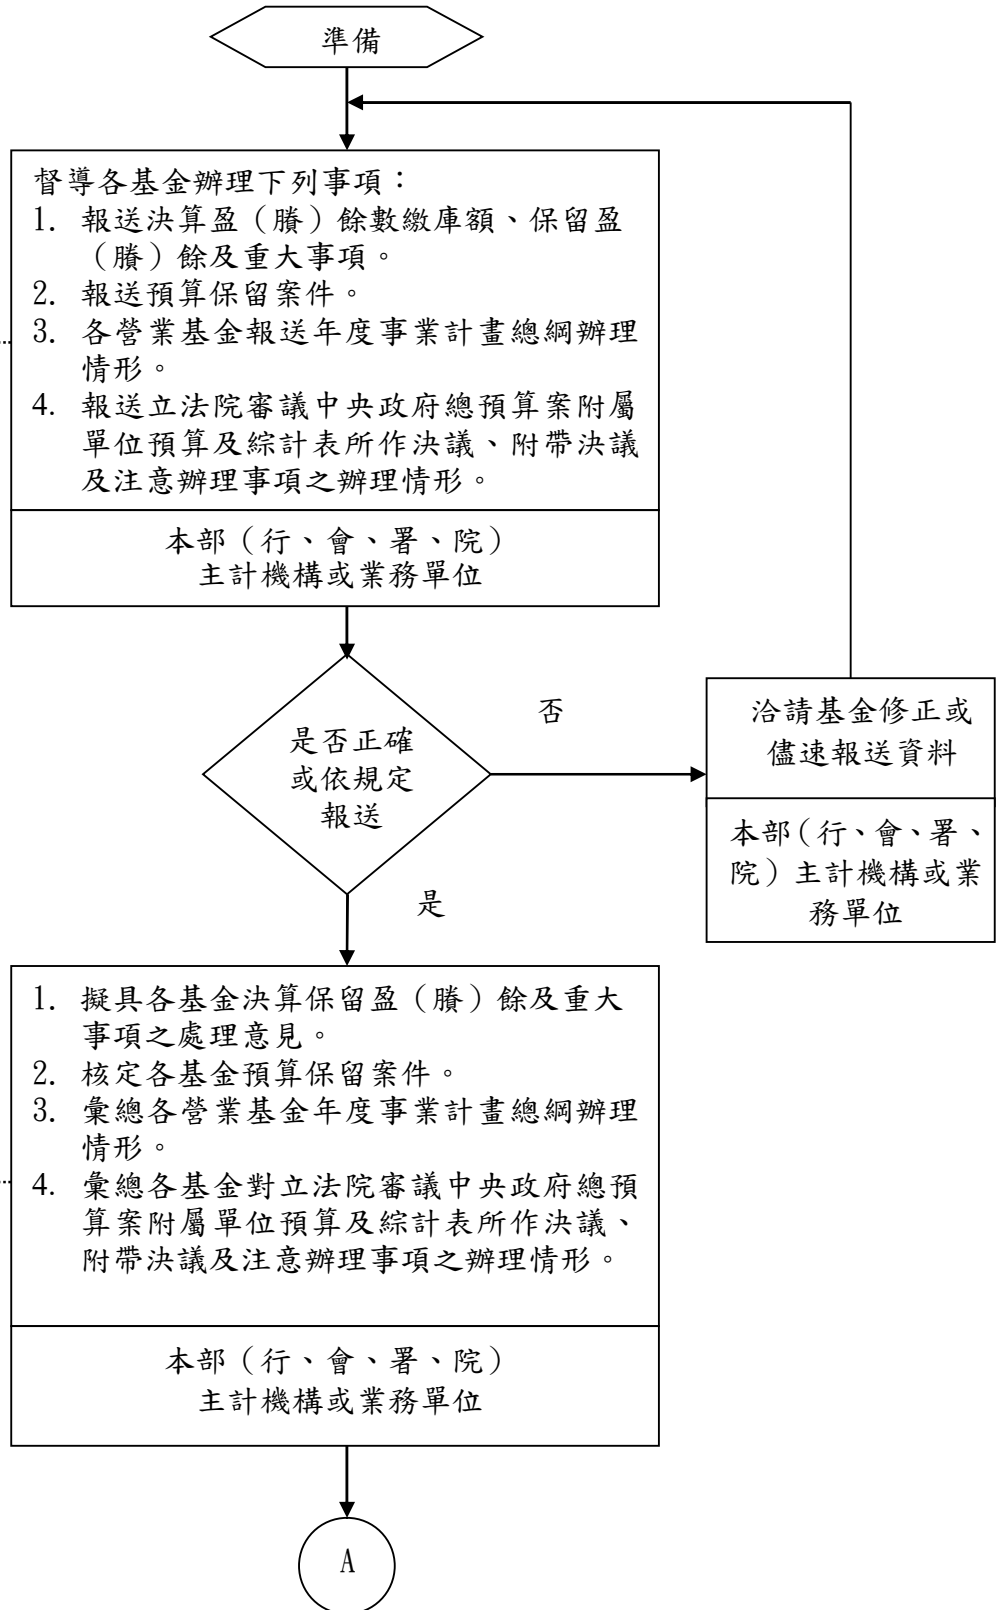 準備
督導各基金辦理下列事項：
1. 報送決算盈（賸）餘數繳庫額、保留盈
（賸）餘及重大事項。
2. 報送預算保留案件。
3. 各營業基金報送年度事業計畫總綱辦理
情形。
4. 報送立法院審議中央政府總預算案附屬
單位預算及綜計表所作決議、附帶決議
及注意辦理事項之辦理情形。
本部（行、會、署、院）
主計機構或業務單位
是否正確
或依規定
報送
否
洽請基金修正或
儘速報送資料
本部（行、會、署、
院）主計機構或業
務單位
是
1. 擬具各基金決算保留盈（賸）餘及重大
事項之處理意見。
2. 核定各基金預算保留案件。
3. 彙總各營業基金年度事業計畫總綱辦理
情形。
4. 彙總各基金對立法院審議中央政府總預
算案附屬單位預算及綜計表所作決議、
附帶決議及注意辦理事項之辦理情形。
本部（行、會、署、院）
主計機構或業務單位
A